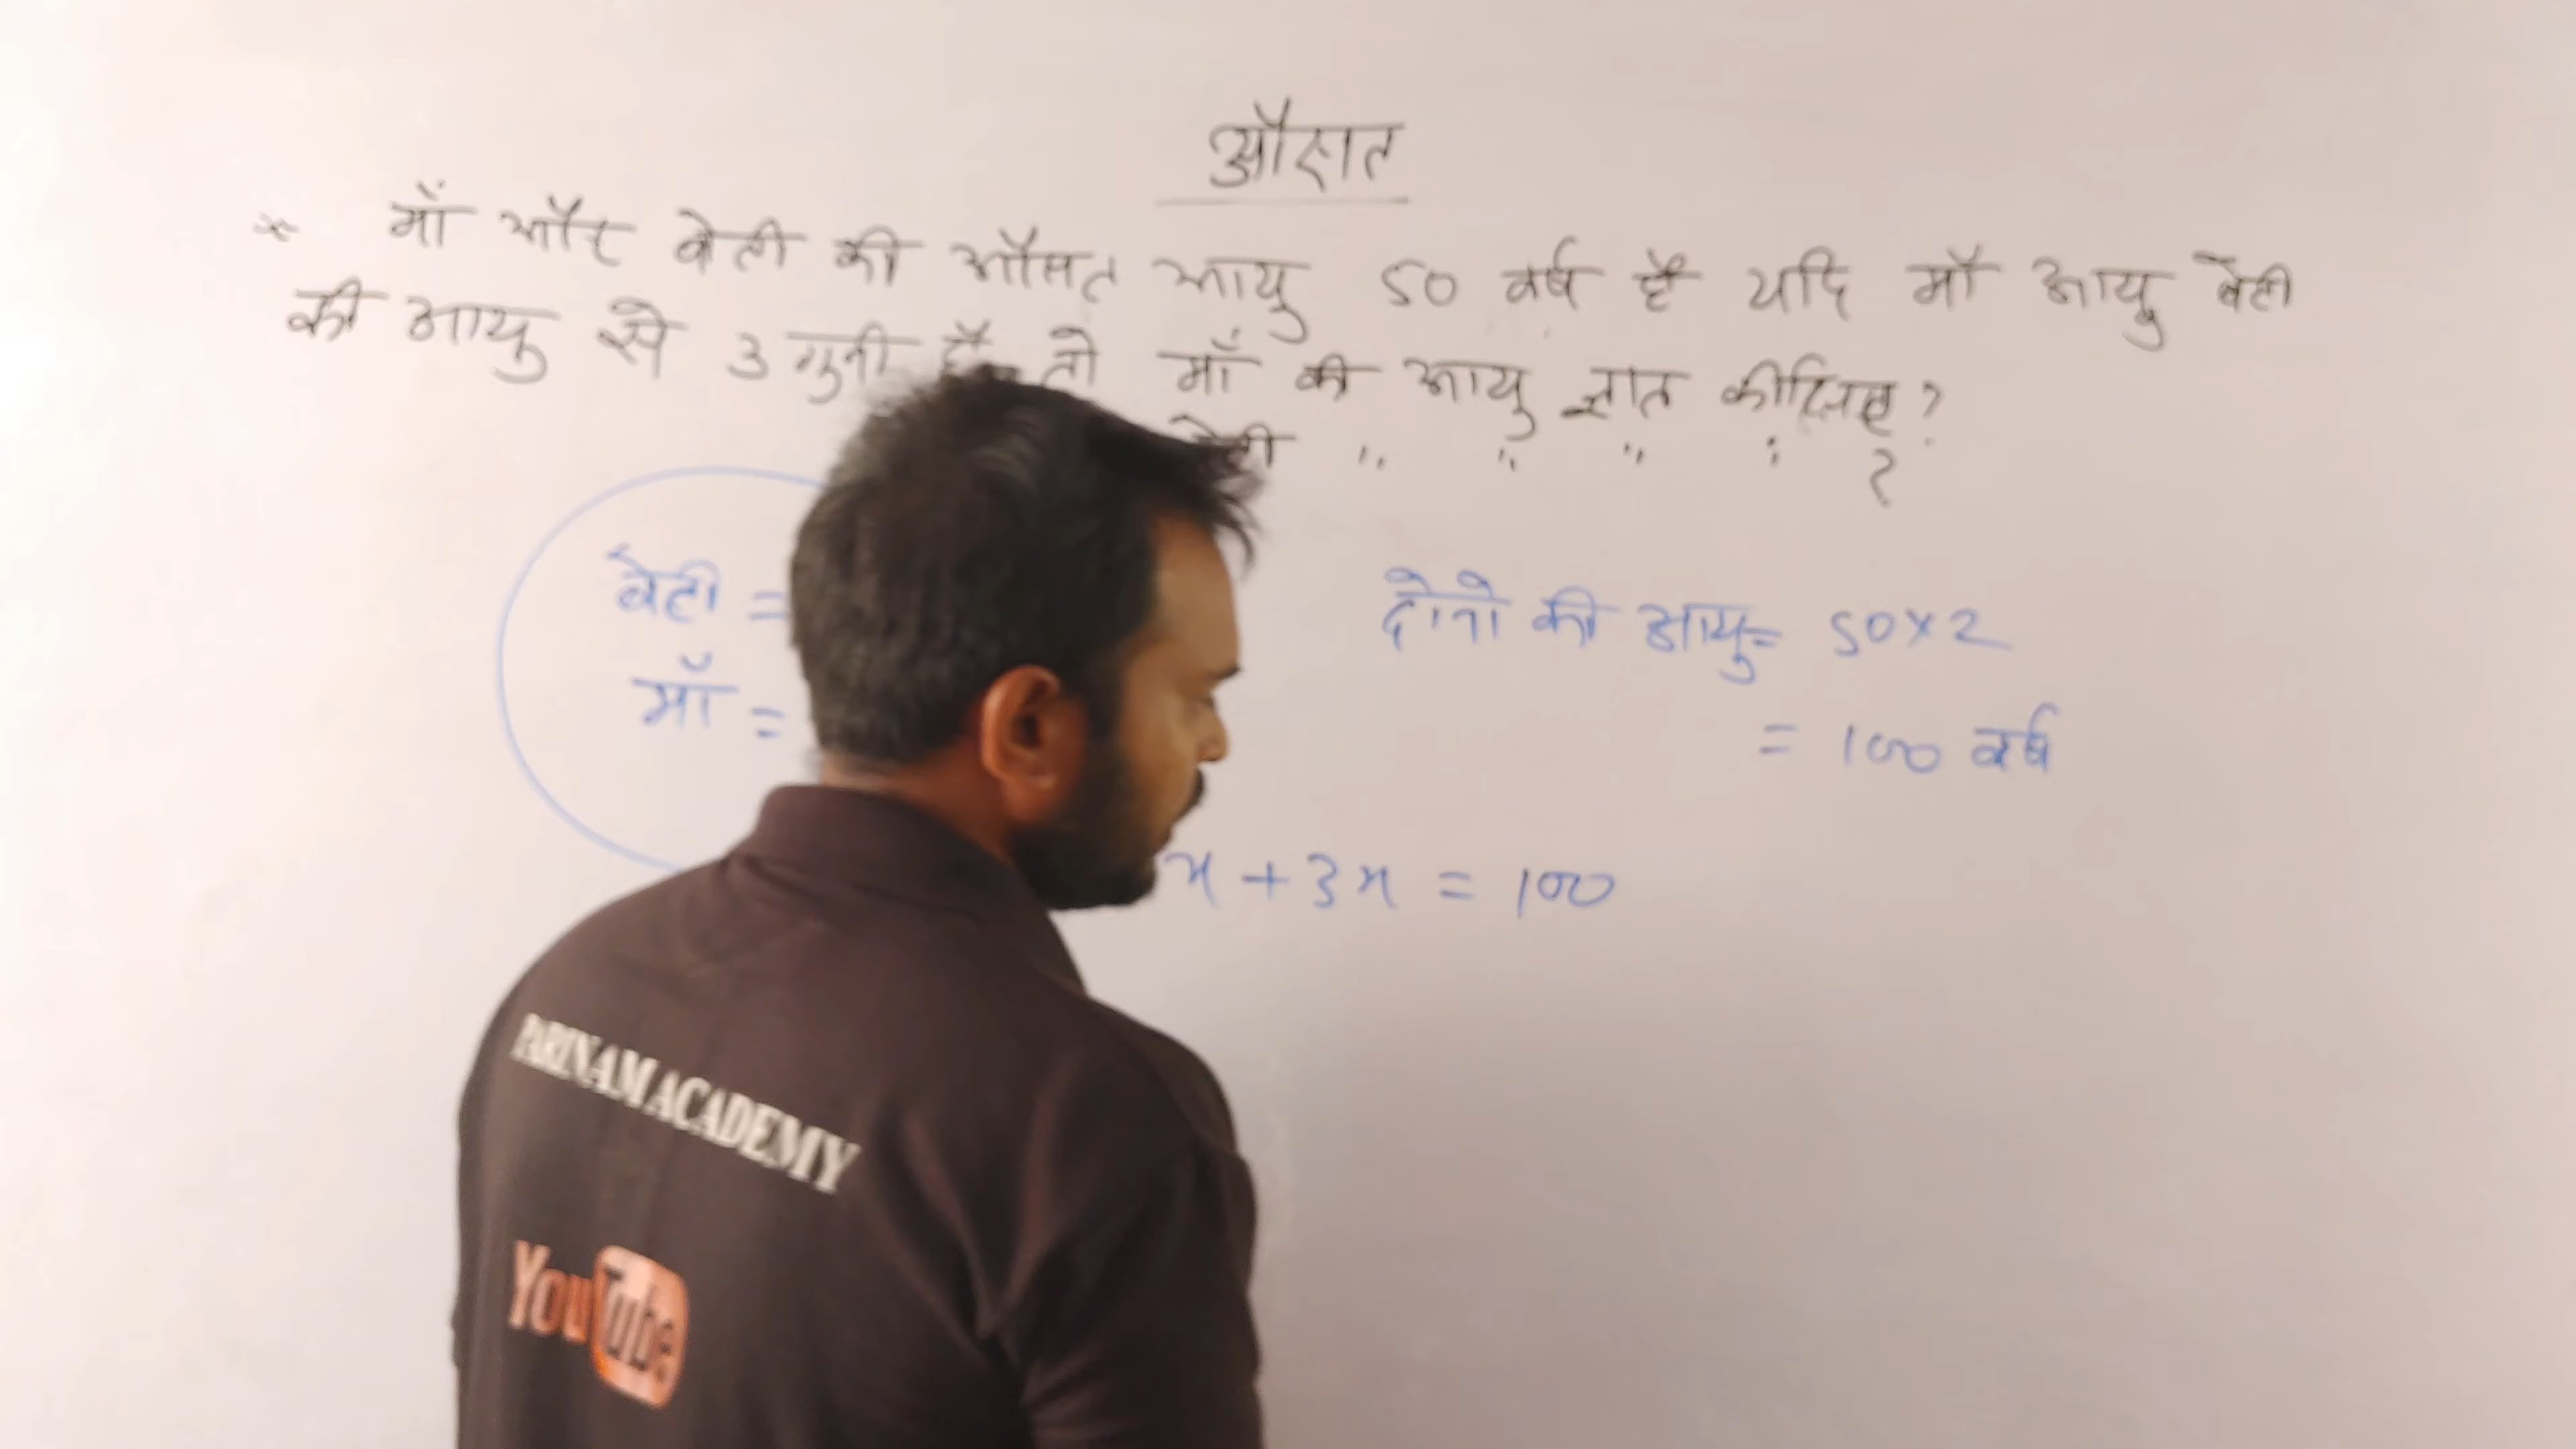 औसत
* माँ और बेटी की औसत आयु 50 वर्ष है यदि माँ आयु बेटी
की आयु से 3 गुनी है तो माँ की आयु ज्ञात कीजिए ?
बेटी " " " " ?
बेटी =
माँ =
दोनो की आयु = 50×2
= 100 वर्ष
x + 3x = 100
PARINAM ACADEMY
YouTube